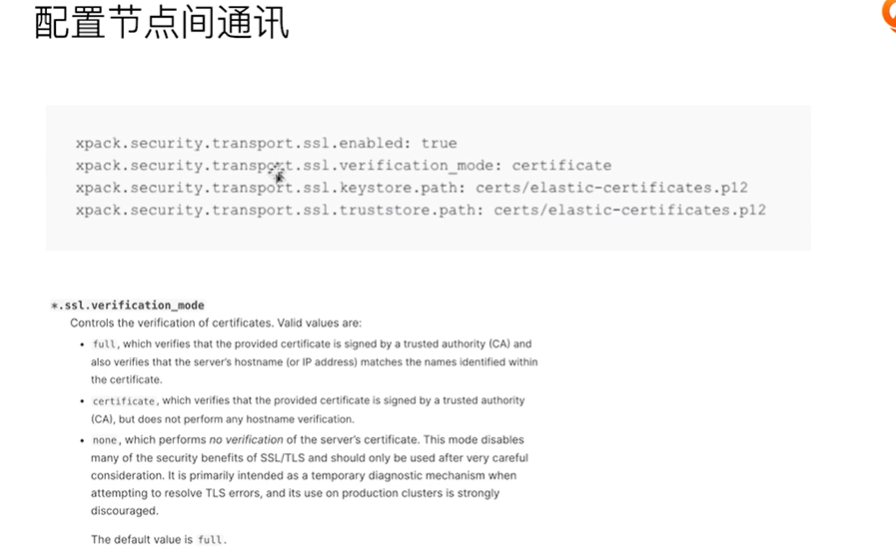 配置节点间通讯
xpack.security.transport.ssl.enabled: true
xpack.security.transport.ssl.verification_mode: certificate
xpack.security.transport.ssl.keystore.path: certs/elastic-certificates.p12
xpack.security.transport.ssl.truststore.path: certs/elastic-certificates.p12
*.ssl.verification_mode
Controls the verification of certificates. Valid values are:
• full, which verifies that the provided certificate is signed by a trusted authority (CA) and
also verifies that the server's hostname (or IP address) matches the names identified within
the certificate.
• certificate, which verifies that the provided certificate is signed by a trusted authority
(CA), but does not perform any hostname verification.
• none, which performs no verification of the server's certificate. This mode disables
many of the security benefits of SSL/TLS and should only be used after very careful
consideration. It is primarily intended as a temporary diagnostic mechanism when
attempting to resolve TLS errors, and its use on production clusters is strongly
discouraged.
The default value is full.